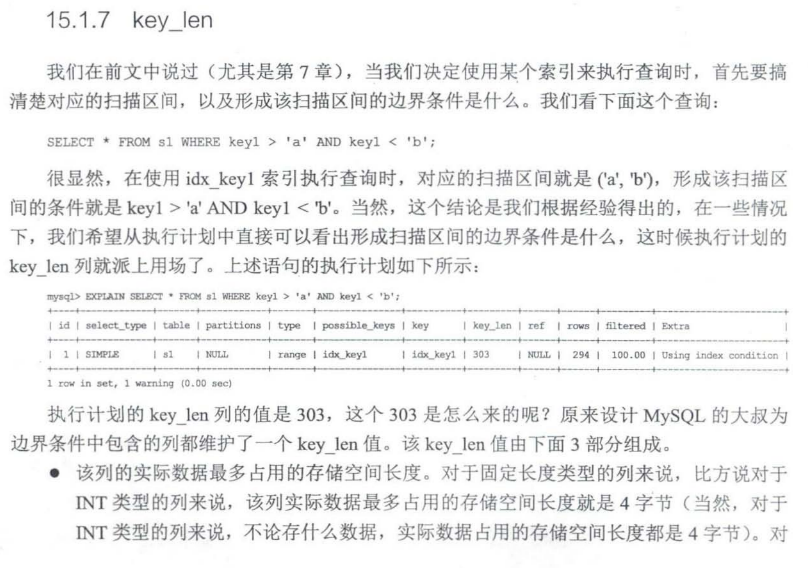 15.1.7 key_len
我们在前文中说过（尤其是第 7 章），当我们决定使用某个索引来执行查询时，首先要搞
清楚对应的扫描区间，以及形成该扫描区间的边界条件是什么。我们看下面这个查询：
SELECT * FROM s1 WHERE key1 > 'a' AND key1 < 'b';
很显然，在使用 idx_key1 索引执行查询时，对应的扫描区间就是 ('a', 'b')，形成该扫描区
间的条件就是 key1 > 'a' AND key1 < 'b'。当然，这个结论是我们根据经验得出的，在一些情况
下，我们希望从执行计划中直接可以看出形成扫描区间的边界条件是什么，这时候执行计划的
key_len 列就派上用场了。上述语句的执行计划如下所示：
mysql> EXPLAIN SELECT * FROM s1 WHERE key1 > 'a' AND key1 < 'b';
| id | select_type | table | partitions | type | possible_keys | key | key_len | ref | rows | filtered | Extra |
| 1 | SIMPLE | s1 | NULL | range | idx_key1 | idx_key1 | 303 | NULL | 294 | 100.00 | Using index condition |
1 row in set, 1 warning (0.00 sec)
执行计划的 key_len 列的值是 303，这个 303 是怎么来的呢？原来设计 MySQL 的大叔为
边界条件中包含的列都维护了一个 key_len 值。该 key_len 值由下面 3 部分组成。
● 该列的实际数据最多占用的存储空间长度。对于固定长度类型的列来说，比方说对于
INT 类型的列来说，该列实际数据最多占用的存储空间长度就是 4 字节（当然，对于
INT 类型的列来说，不论存什么数据，实际数据占用的存储空间长度都是 4 字节）。对